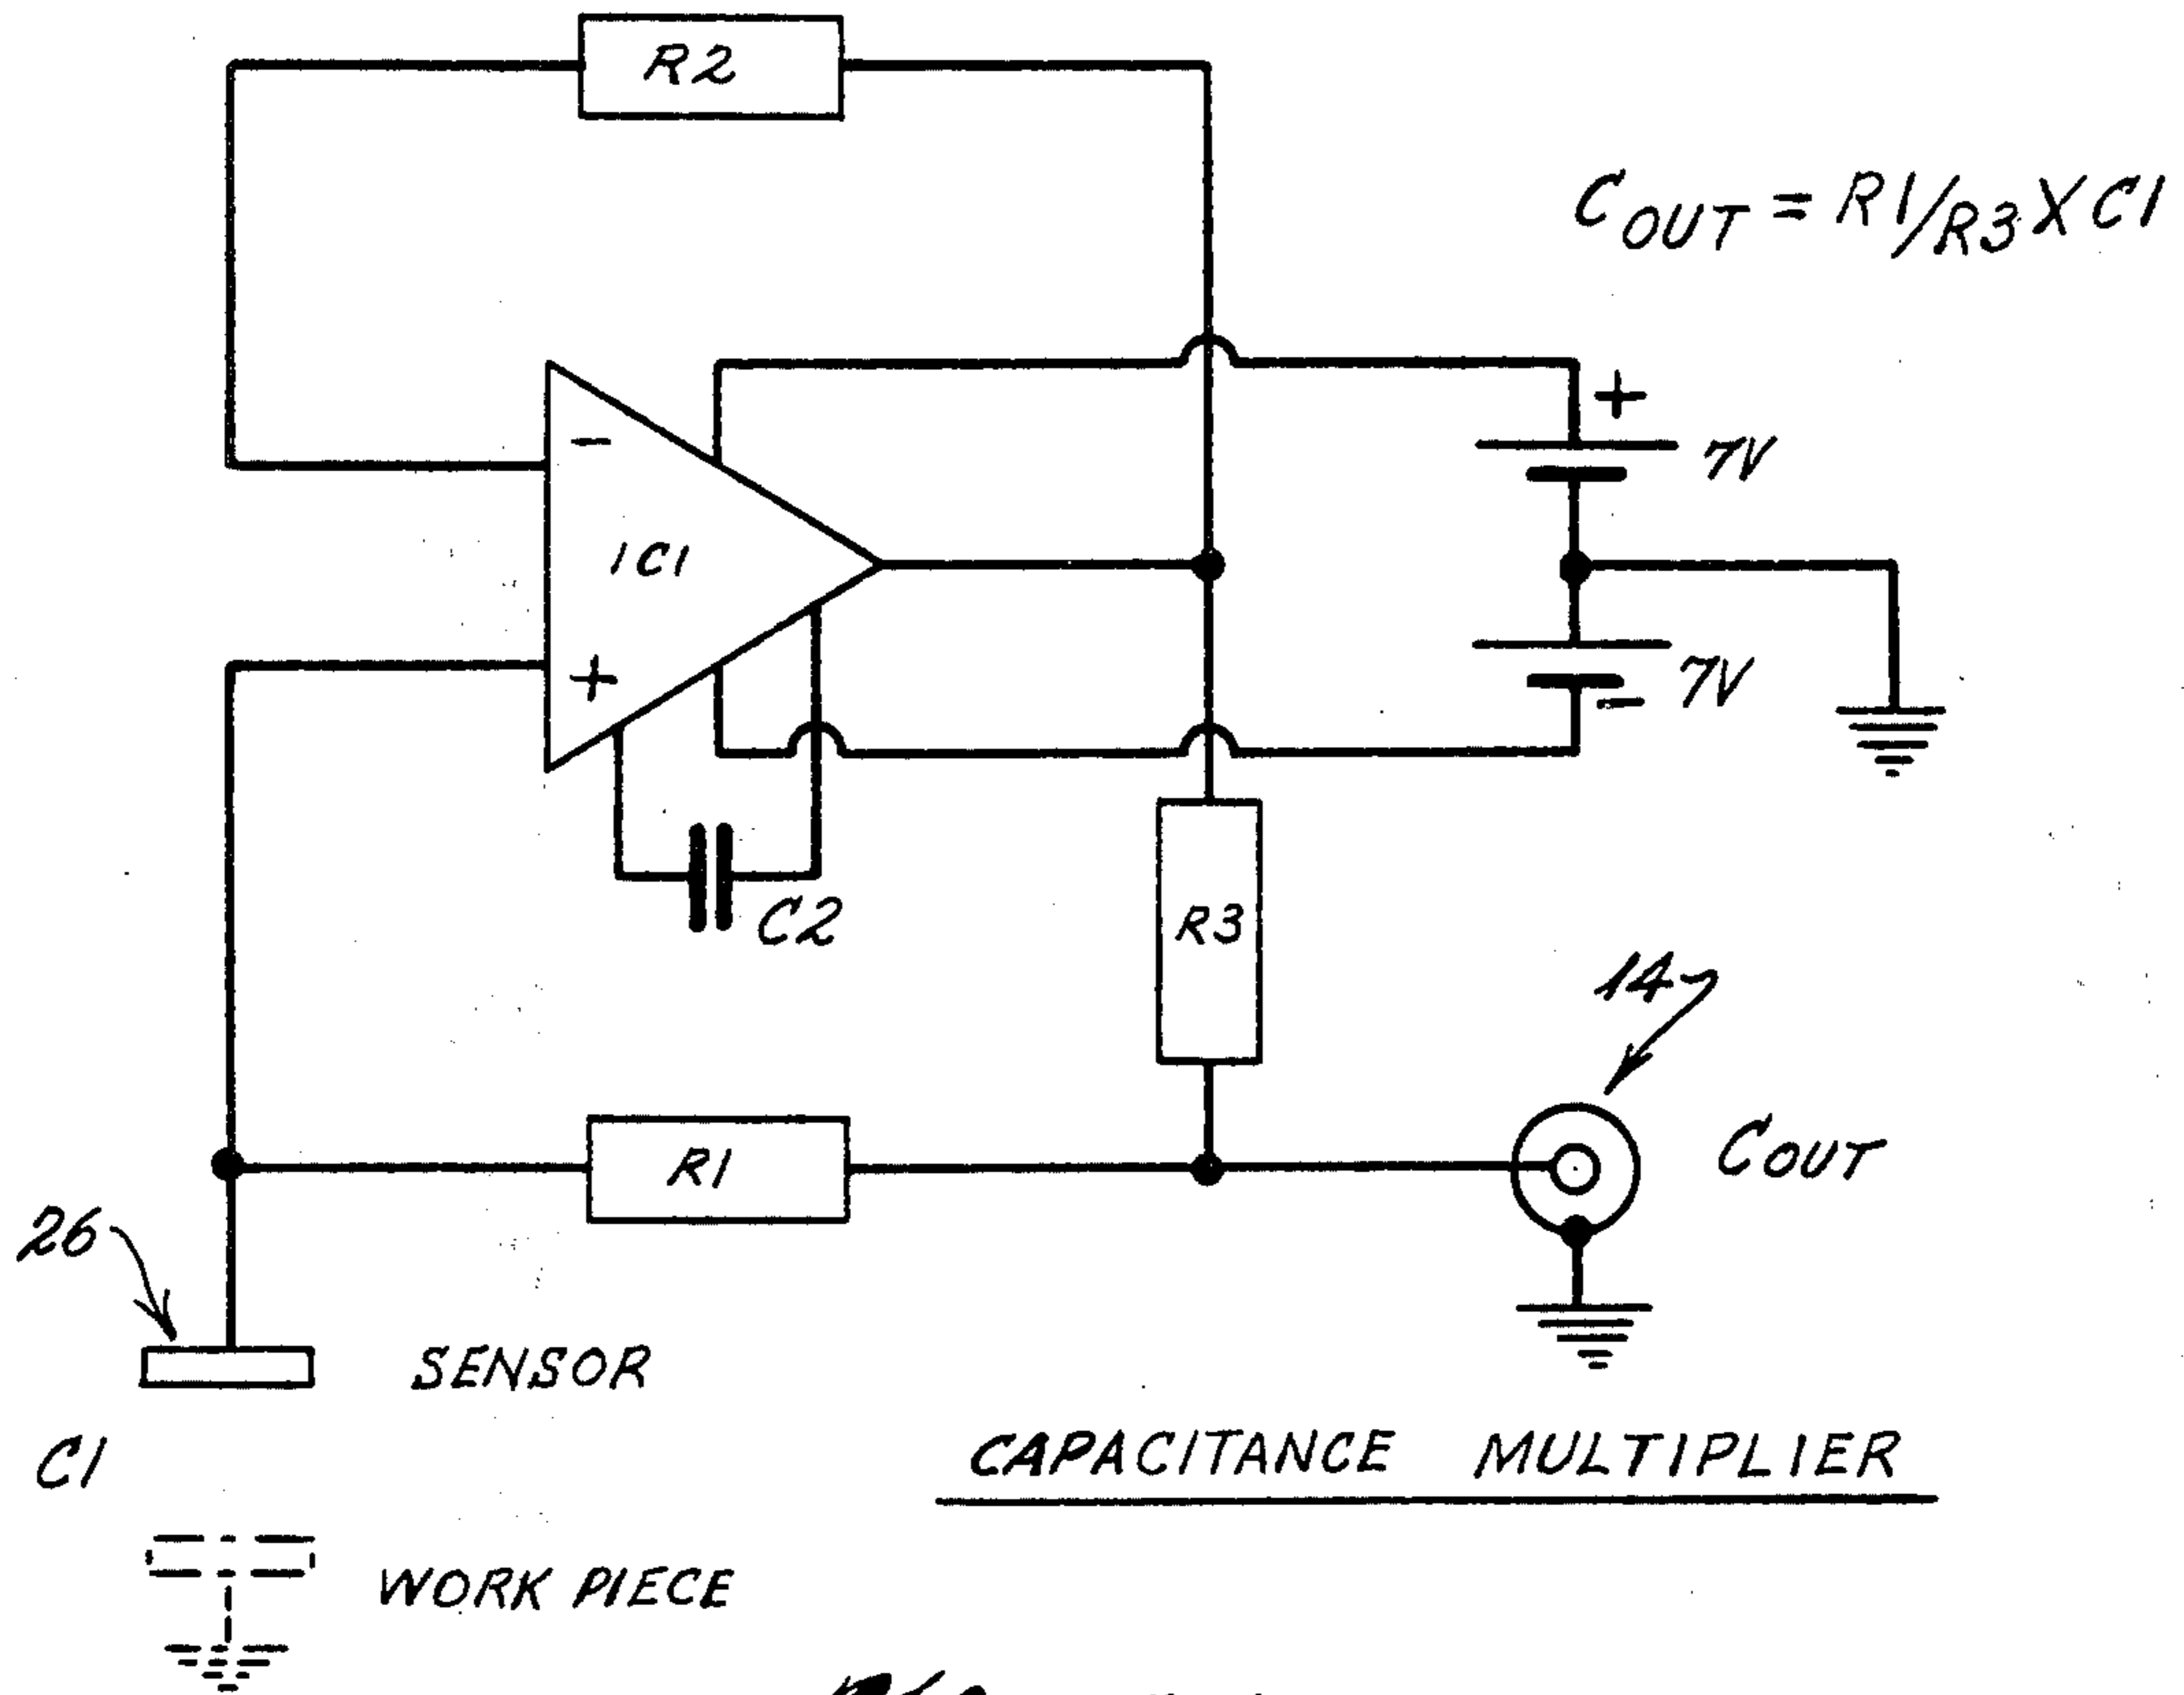 R2
COUT = R1/R3 X C1
+
7V
-
IC1
+
7V
-
C2
R3
14
R1
COUT
26
SENSOR
C1
CAPACITANCE MULTIPLIER
WORK PIECE